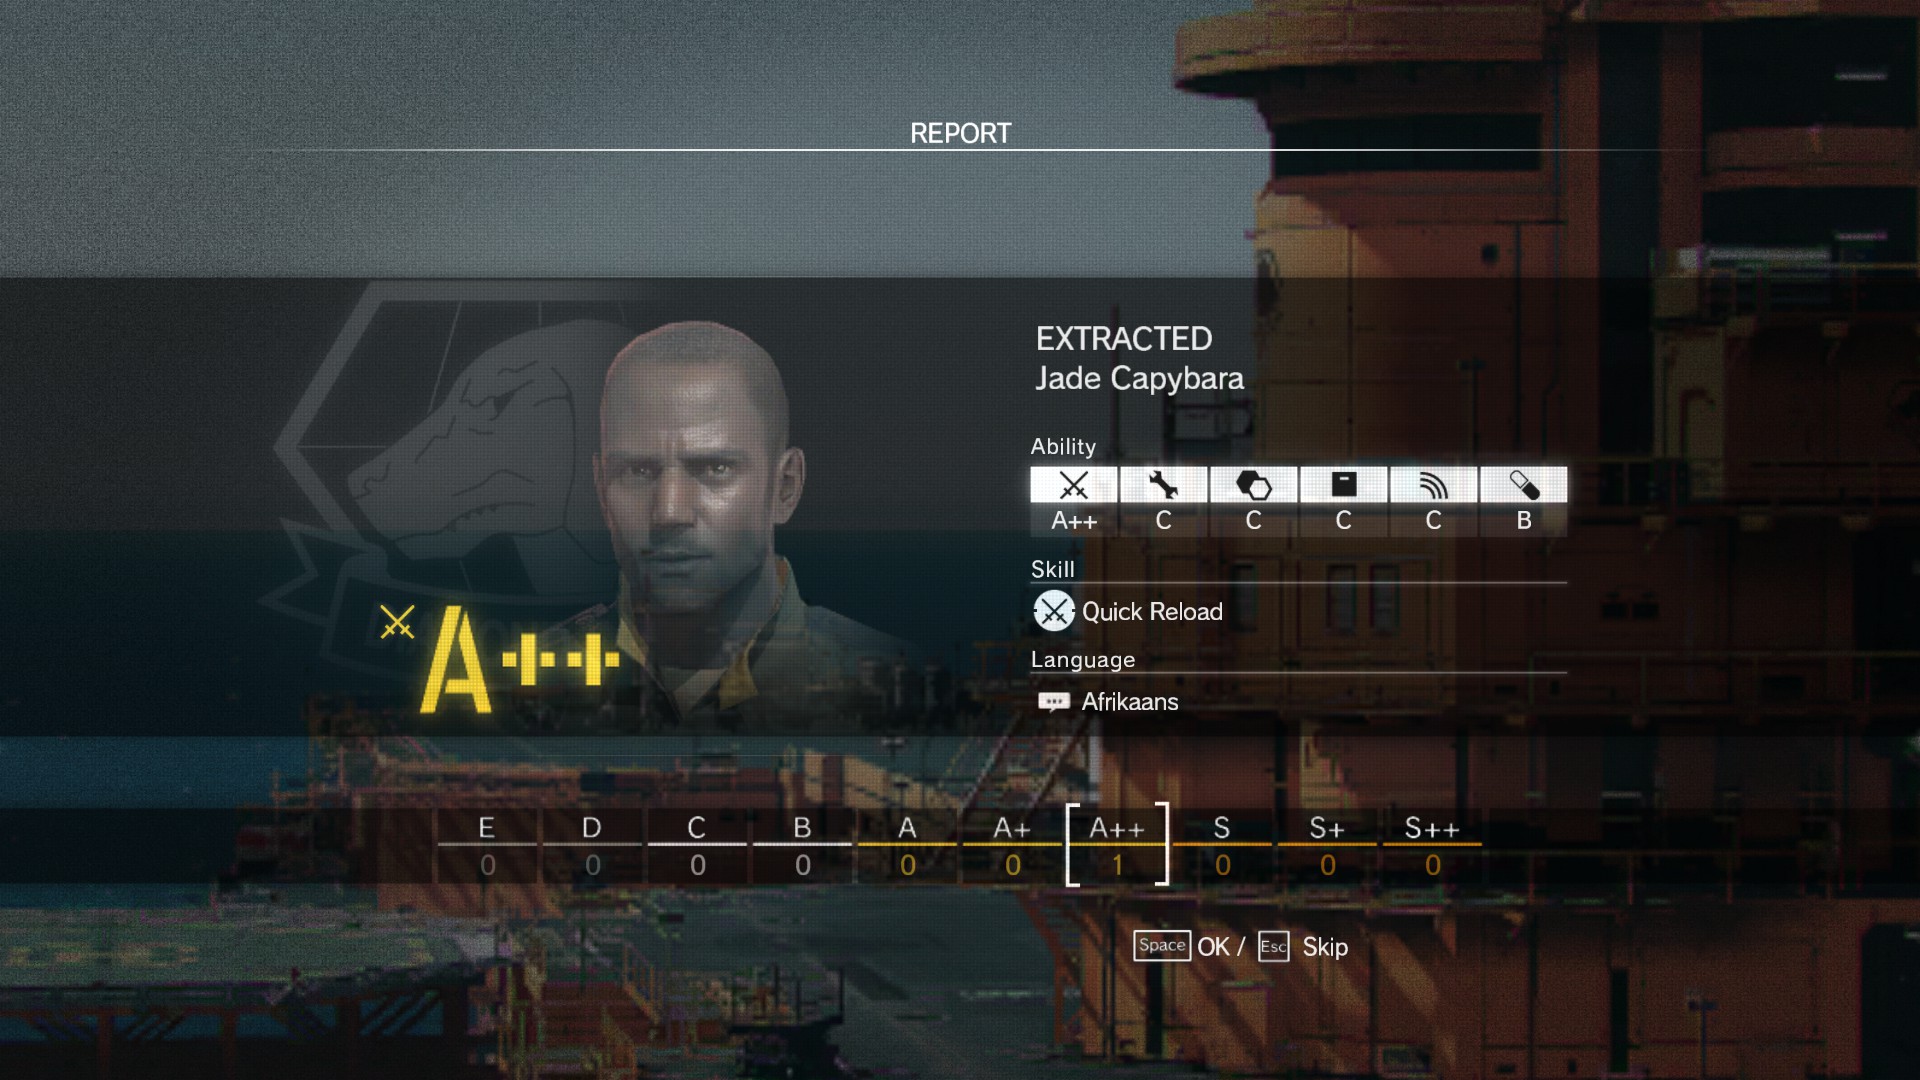 REPORT
EXTRACTED
Jade Capybara
Ability
A++ C C C C B
Skill
Quick Reload
Language
Afrikaans
A++
E D C B A A+ A++ S S+ S++
0 0 0 0 0 0 1 0 0 0
Space OK / Esc Skip